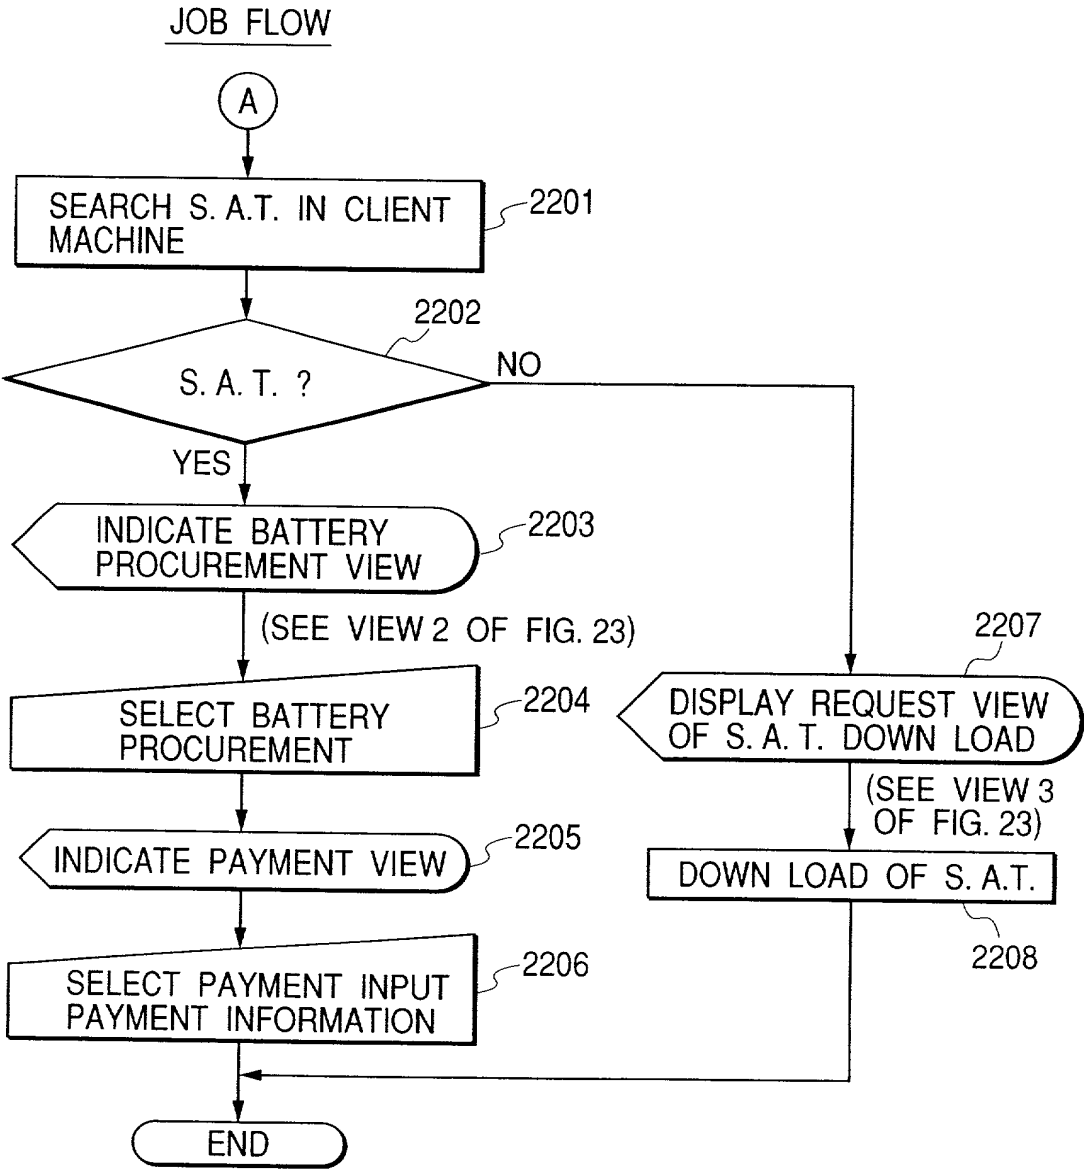 JOB FLOW
A
SEARCH S. A.T. IN CLIENT
MACHINE
2201
2202
S. A. T. ?
NO
YES
INDICATE BATTERY
PROCUREMENT VIEW
2203
(SEE VIEW 2 OF FIG. 23)
SELECT BATTERY
PROCUREMENT
2204
INDICATE PAYMENT VIEW
2205
SELECT PAYMENT INPUT
PAYMENT INFORMATION
2206
2207
DISPLAY REQUEST VIEW
OF S. A. T. DOWN LOAD
(SEE VIEW 3
OF FIG. 23)
DOWN LOAD OF S. A.T.
2208
END